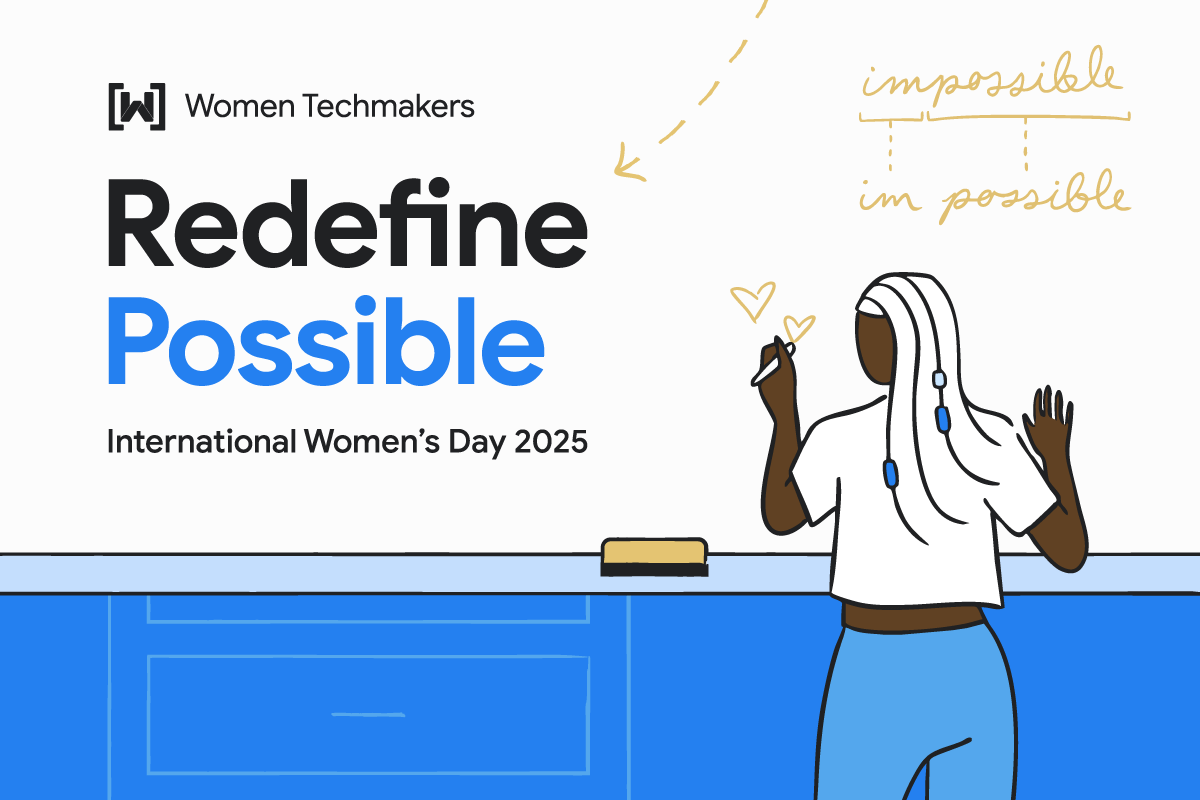 [W] Women Techmakers
Redefine
Possible
International Women’s Day 2025
impossible
im possible